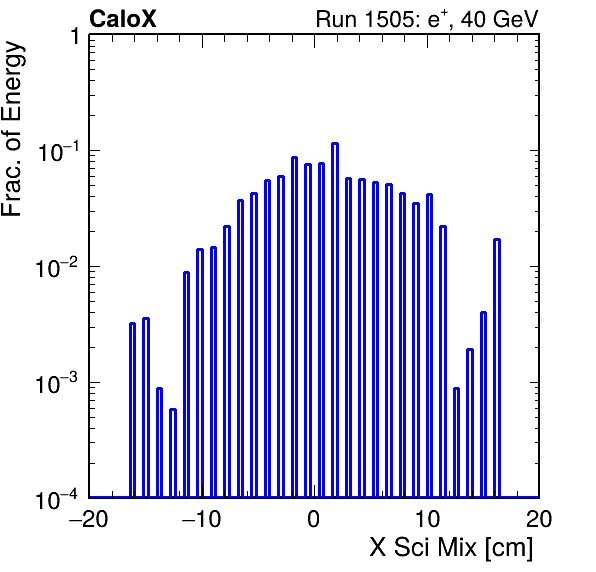 CaloX
Run 1505: e⁺, 40 GeV
Frac. of Energy
1
10⁻¹
10⁻²
10⁻³
10⁻⁴
−20
−10
0
10
20
X Sci Mix [cm]